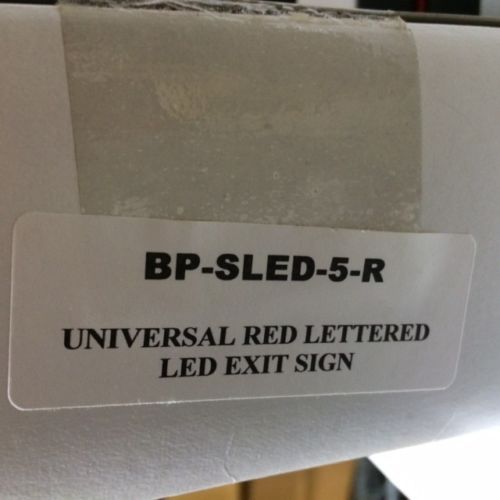 BP-SLED-5-R
UNIVERSAL RED LETTERED
LED EXIT SIGN